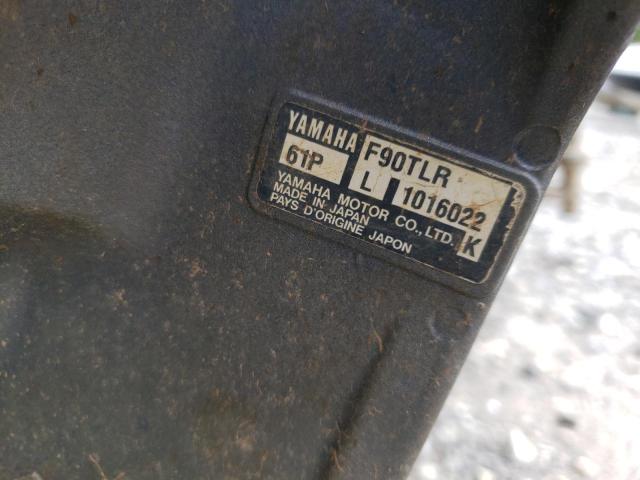 YAMAHA F90TLR
61P L 1016022
YAMAHA MOTOR CO., LTD.
MADE IN JAPAN
PAYS D'ORIGINE JAPON K